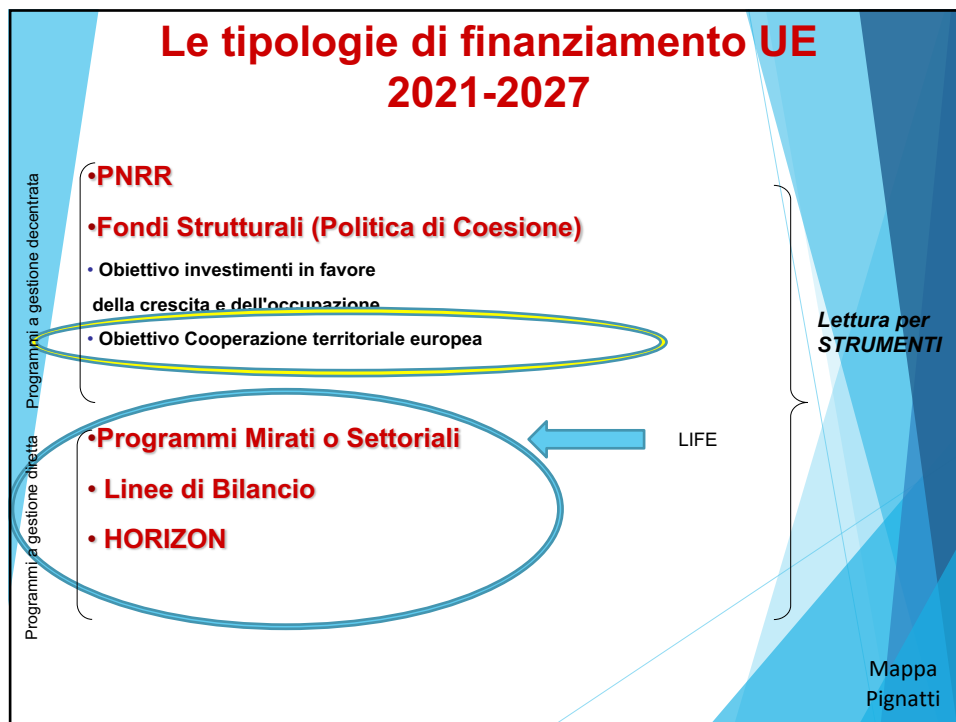 Le tipologie di finanziamento UE
2021-2027
Programmi a gestione decentrata
•PNRR
•Fondi Strutturali (Politica di Coesione)
• Obiettivo investimenti in favore
della crescita e dell'occupazione
• Obiettivo Cooperazione territoriale europea
Lettura per
STRUMENTI
Programmi a gestione diretta
•Programmi Mirati o Settoriali
LIFE
• Linee di Bilancio
• HORIZON
Mappa
Pignatti